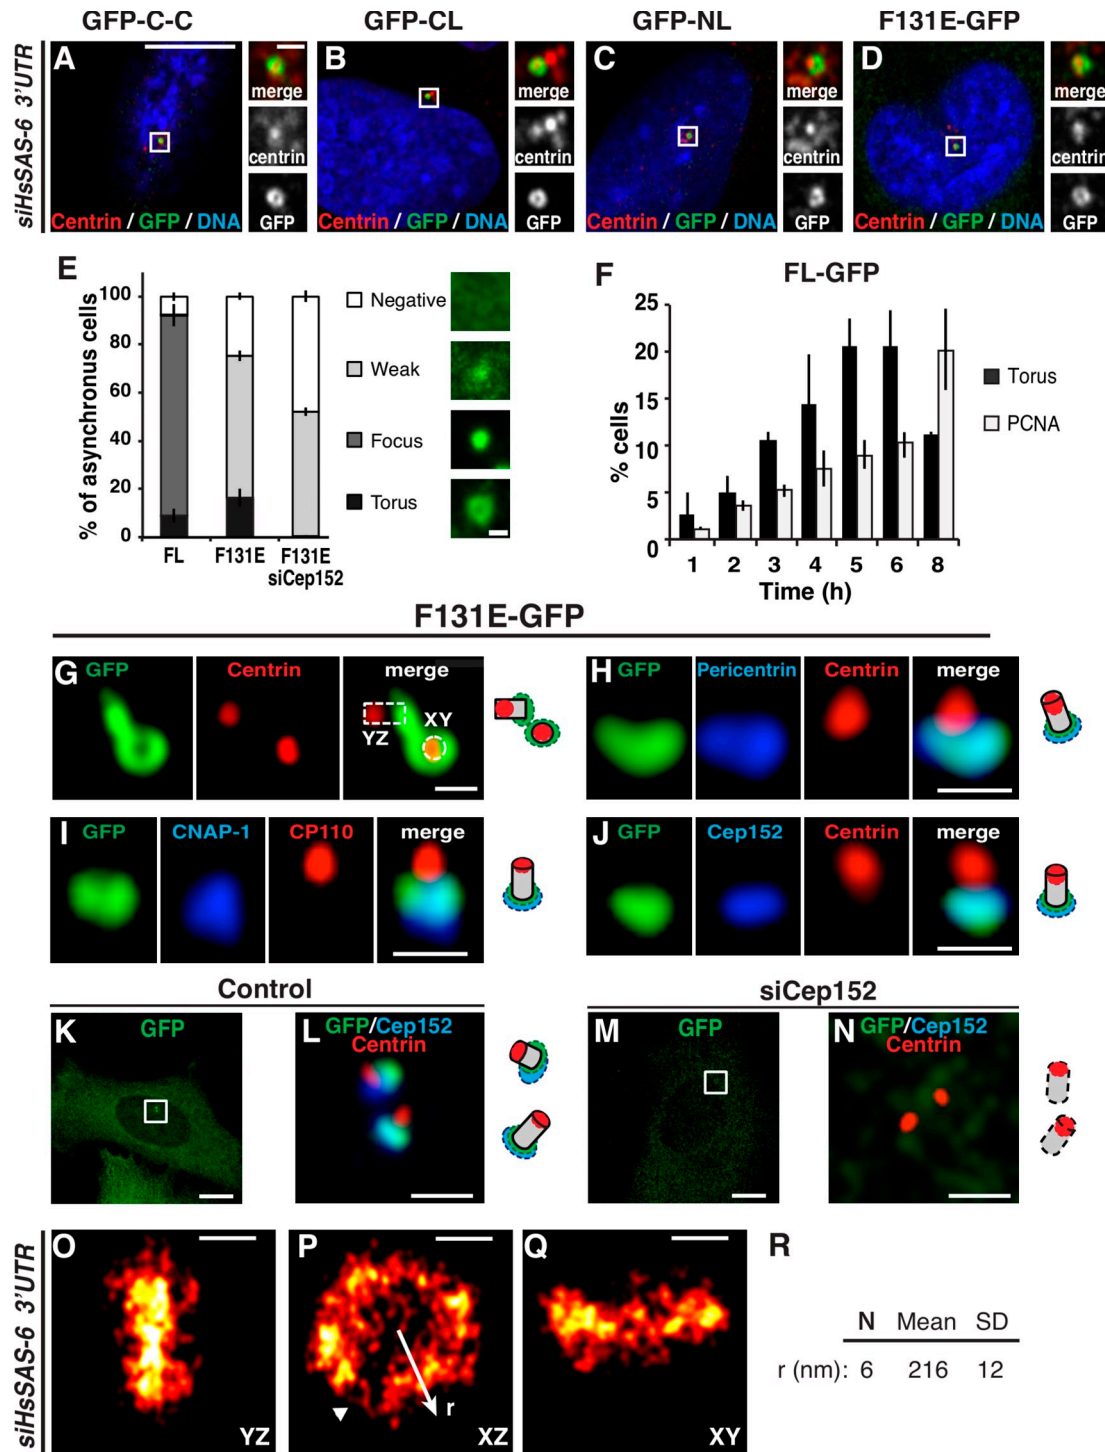 GFP-C-C GFP-CL GFP-NL F131E-GFP
siHsSAS-6 3'UTR
A
merge
centrin
Centrin / GFP / DNA
GFP
B
merge
centrin
Centrin / GFP / DNA
GFP
C
merge
centrin
Centrin / GFP / DNA
GFP
D
merge
centrin
Centrin / GFP / DNA
GFP
E
% of asynchronus cells
100
80
60
40
20
0
FL F131E F131E
siCep152
Negative
Weak
Focus
Torus
F
FL-GFP
% cells
25
20
15
10
5
0
1 2 3 4 5 6 8
Time (h)
Torus
PCNA
F131E-GFP
G GFP Centrin merge
XY
YZ
H GFP Pericentrin Centrin merge
I GFP CNAP-1 CP110 merge
J GFP Cep152 Centrin merge
Control
K GFP
L GFP/Cep152
Centrin
siCep152
M GFP
N GFP/Cep152
Centrin
siHsSAS-6 3'UTR
O
YZ
P
r
XZ
Q
XY
R
N Mean SD
r (nm): 6 216 12